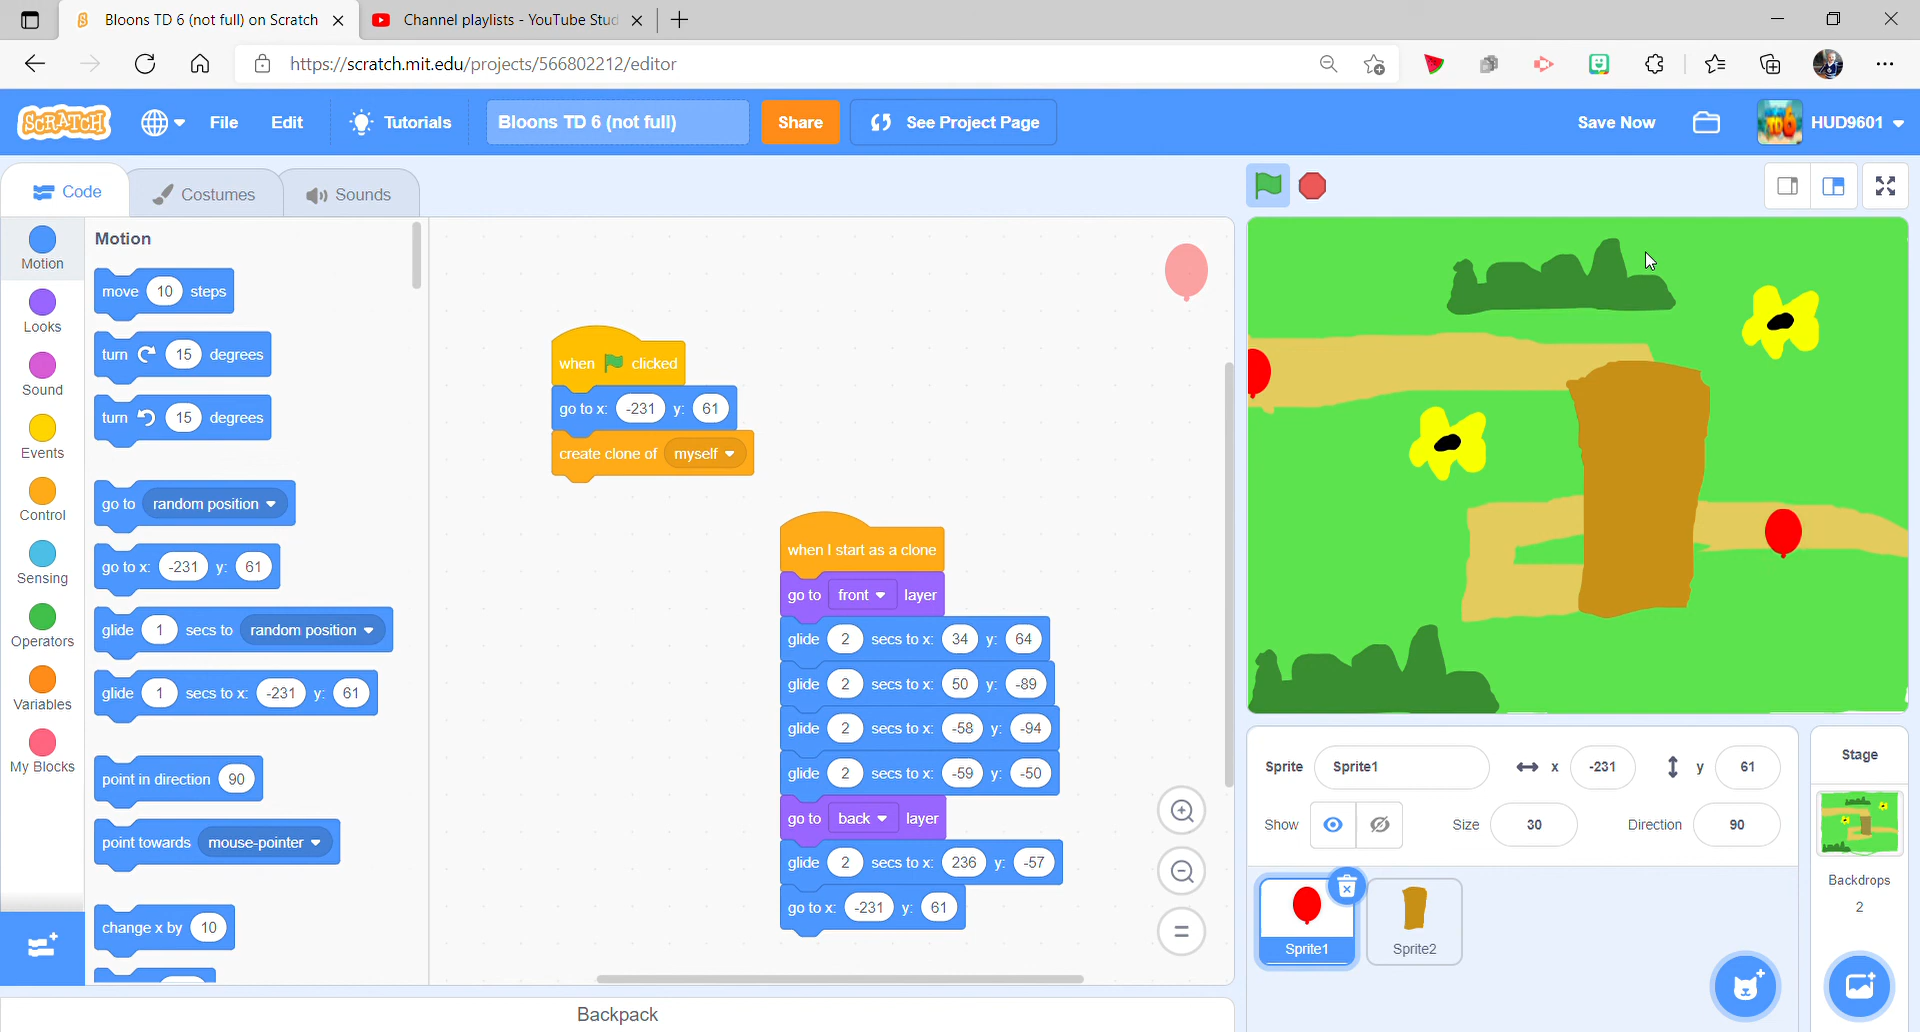 Bloons TD 6 (not full) on Scratch
Channel playlists - YouTube Stud
https://scratch.mit.edu/projects/566802212/editor
SCRATCH
File
Edit
Tutorials
Bloons TD 6 (not full)
Share
See Project Page
Save Now
HUD9601
Code
Costumes
Sounds
Motion
Looks
Sound
Events
Control
Sensing
Operators
Variables
My Blocks
Motion
move 10 steps
turn 15 degrees
turn 15 degrees
go to random position
go to x: -231 y: 61
glide 1 secs to random position
glide 1 secs to x: -231 y: 61
point in direction 90
point towards mouse-pointer
change x by 10
when clicked
go to x: -231 y: 61
create clone of myself
when I start as a clone
go to front layer
glide 2 secs to x: 34 y: 64
glide 2 secs to x: 50 y: -89
glide 2 secs to x: -58 y: -94
glide 2 secs to x: -59 y: -50
go to back layer
glide 2 secs to x: 236 y: -57
go to x: -231 y: 61
Backpack
Sprite Sprite1 x -231 y 61
Show Size 30 Direction 90
Sprite1
Sprite2
Stage
Backdrops
2